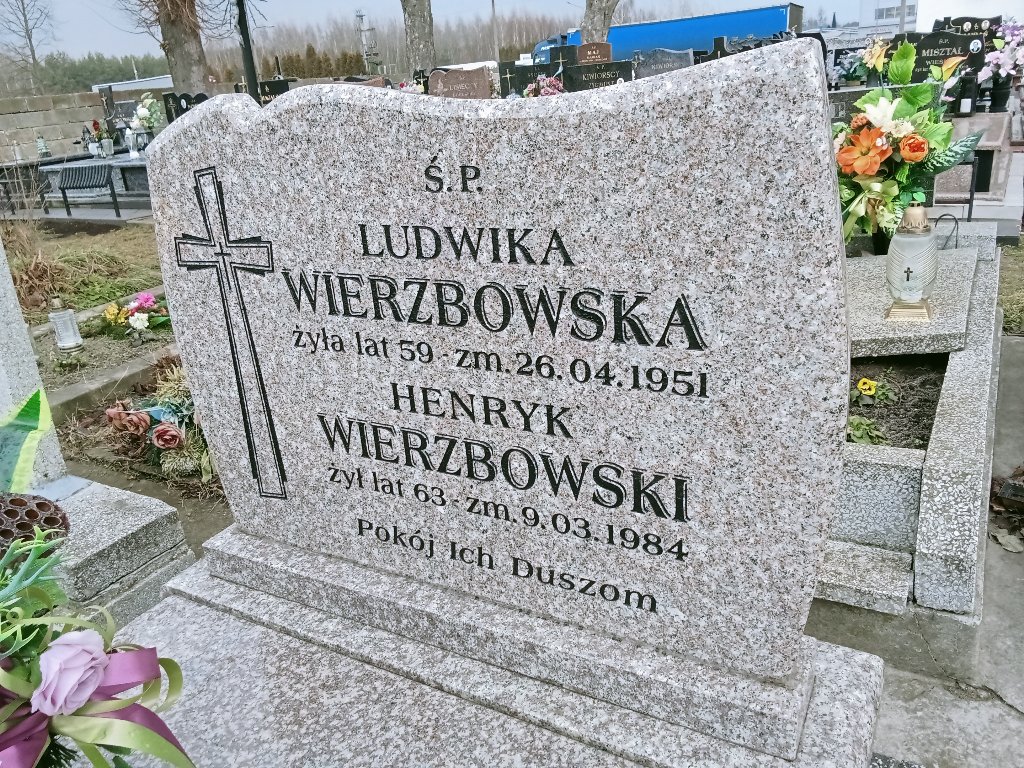 Ś.P.
LUDWIKA
WIERZBOWSKA
żyła lat 59 - zm. 26.04.1951
HENRYK
WIERZBOWSKI
żył lat 63 - zm. 9.03.1984
Pokój Ich Duszom
Ś.P.
MISZTAL